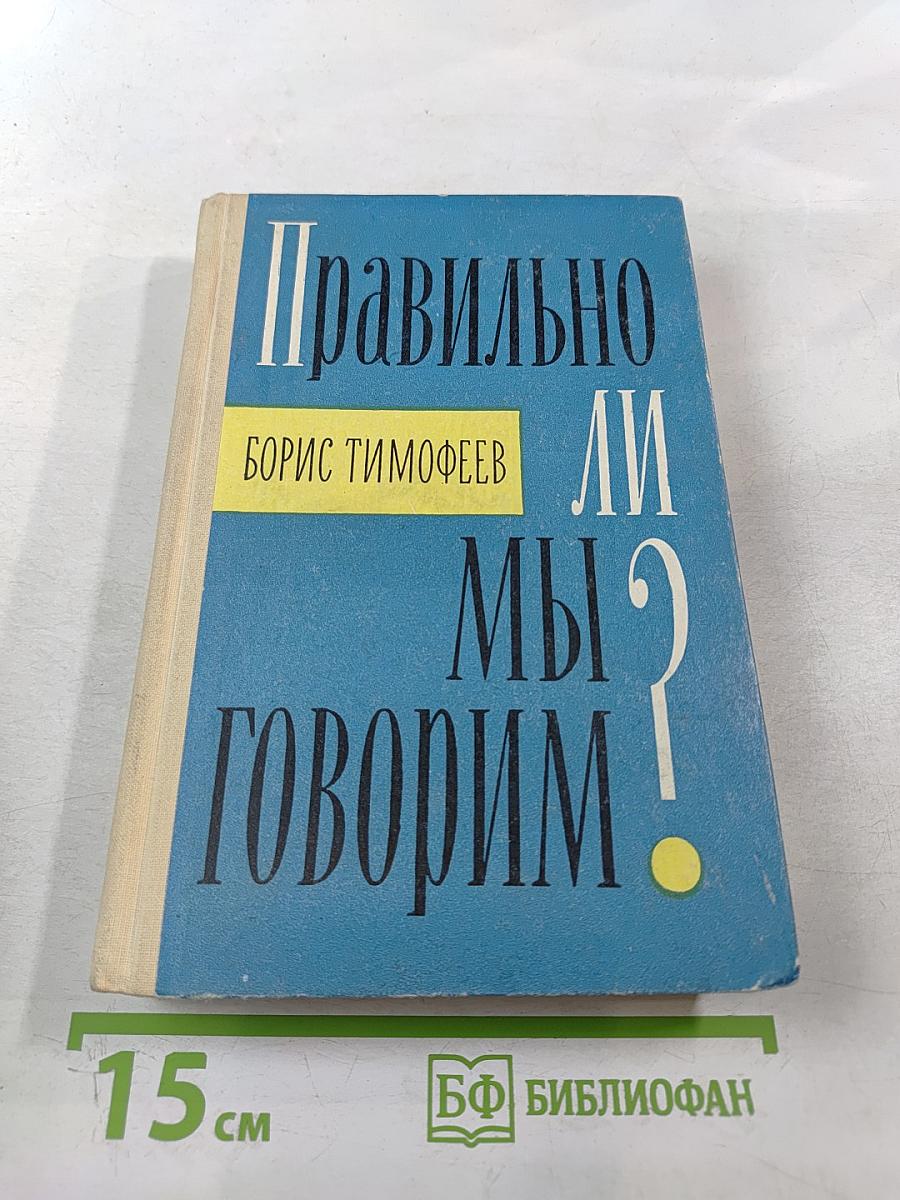 Правильно
ли
БОРИС ТИМОФЕЕВ
мы
говорим?
15 см
БФ БИБЛИОФАН